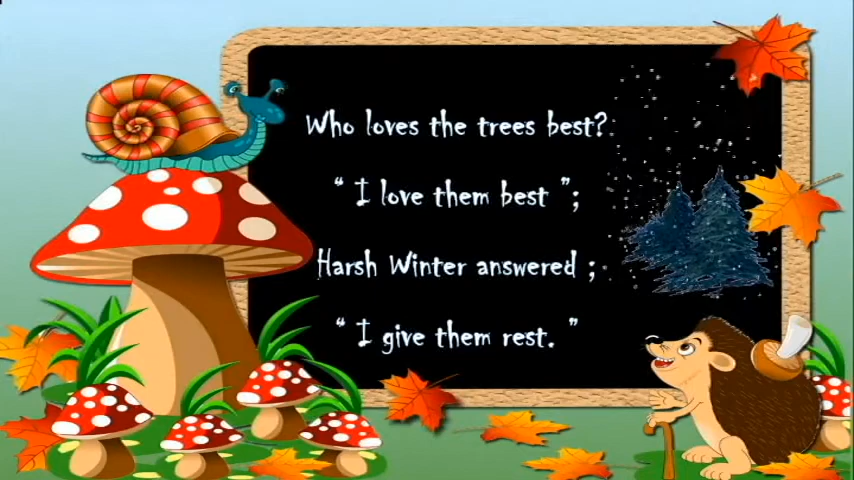 Who loves the trees best?
“ I love them best ”;
Harsh Winter answered ;
“ I give them rest. ”